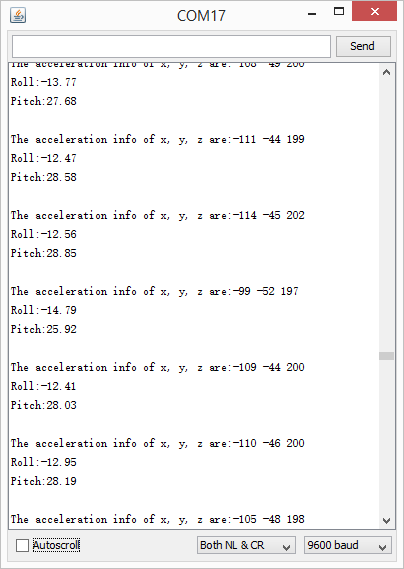 COM17
Send
The acceleration info of x, y, z are:-108 -49 200
Roll:-13.77
Pitch:27.68
The acceleration info of x, y, z are:-111 -44 199
Roll:-12.47
Pitch:28.58
The acceleration info of x, y, z are:-114 -45 202
Roll:-12.56
Pitch:28.85
The acceleration info of x, y, z are:-99 -52 197
Roll:-14.79
Pitch:25.92
The acceleration info of x, y, z are:-109 -44 200
Roll:-12.41
Pitch:28.03
The acceleration info of x, y, z are:-110 -46 200
Roll:-12.95
Pitch:28.19
The acceleration info of x, y, z are:-105 -48 198
Autoscroll
Both NL & CR
9600 baud